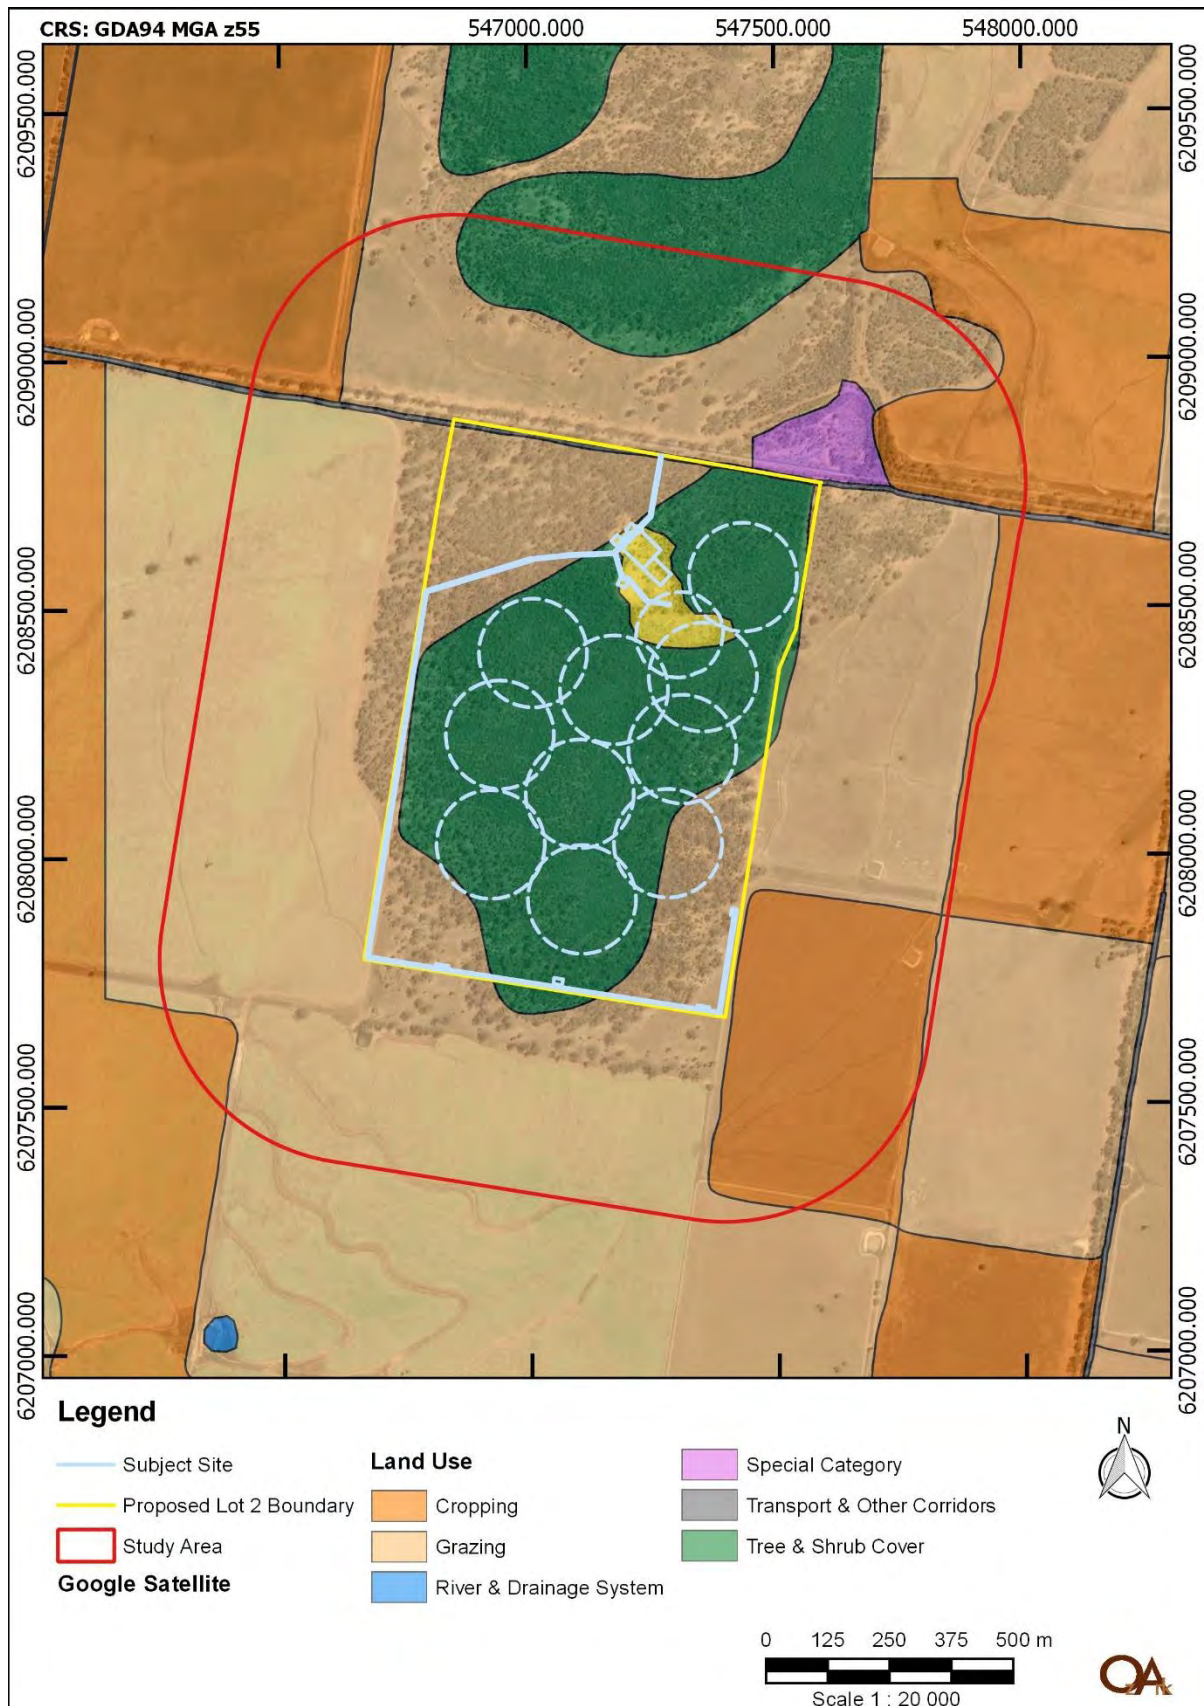 CRS: GDA94 MGA z55
547000.000 547500.000 548000.000
6209500.000 6209500.000
6209000.000 6209000.000
6208500.000 6208500.000
6208000.000 6208000.000
6207500.000 6207500.000
6207000.000 6207000.000
Legend
Subject Site
Proposed Lot 2 Boundary
Study Area
Google Satellite
Land Use
Cropping
Grazing
River & Drainage System
Special Category
Transport & Other Corridors
Tree & Shrub Cover
N
0 125 250 375 500 m
Scale 1 : 20 000